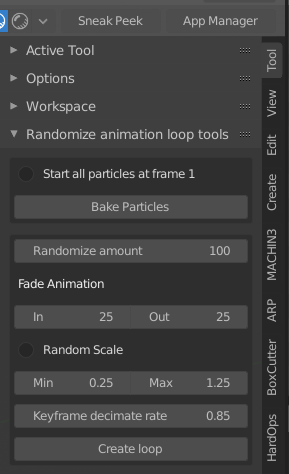 Sneak Peek App Manager
Active Tool
Options
Workspace
Randomize animation loop tools
Start all particles at frame 1
Bake Particles
Randomize amount 100
Fade Animation
In 25 Out 25
Random Scale
Min 0.25 Max 1.25
Keyframe decimate rate 0.85
Create loop
Tool
View
Edit
Create
MACHIN3
ARP
BoxCutter
HardOps